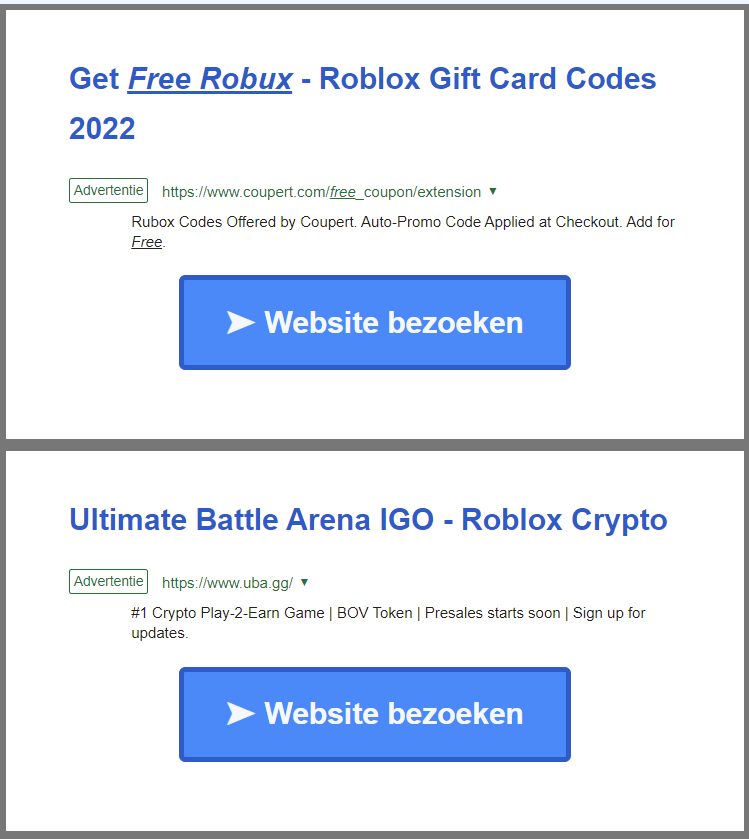 Get Free Robux - Roblox Gift Card Codes
2022
Advertentie https://www.coupert.com/free_coupon/extension ▼
Rubox Codes Offered by Coupert. Auto-Promo Code Applied at Checkout. Add for
Free.
➤ Website bezoeken
Ultimate Battle Arena IGO - Roblox Crypto
Advertentie https://www.uba.gg/ ▼
#1 Crypto Play-2-Earn Game | BOV Token | Presales starts soon | Sign up for
updates.
➤ Website bezoeken